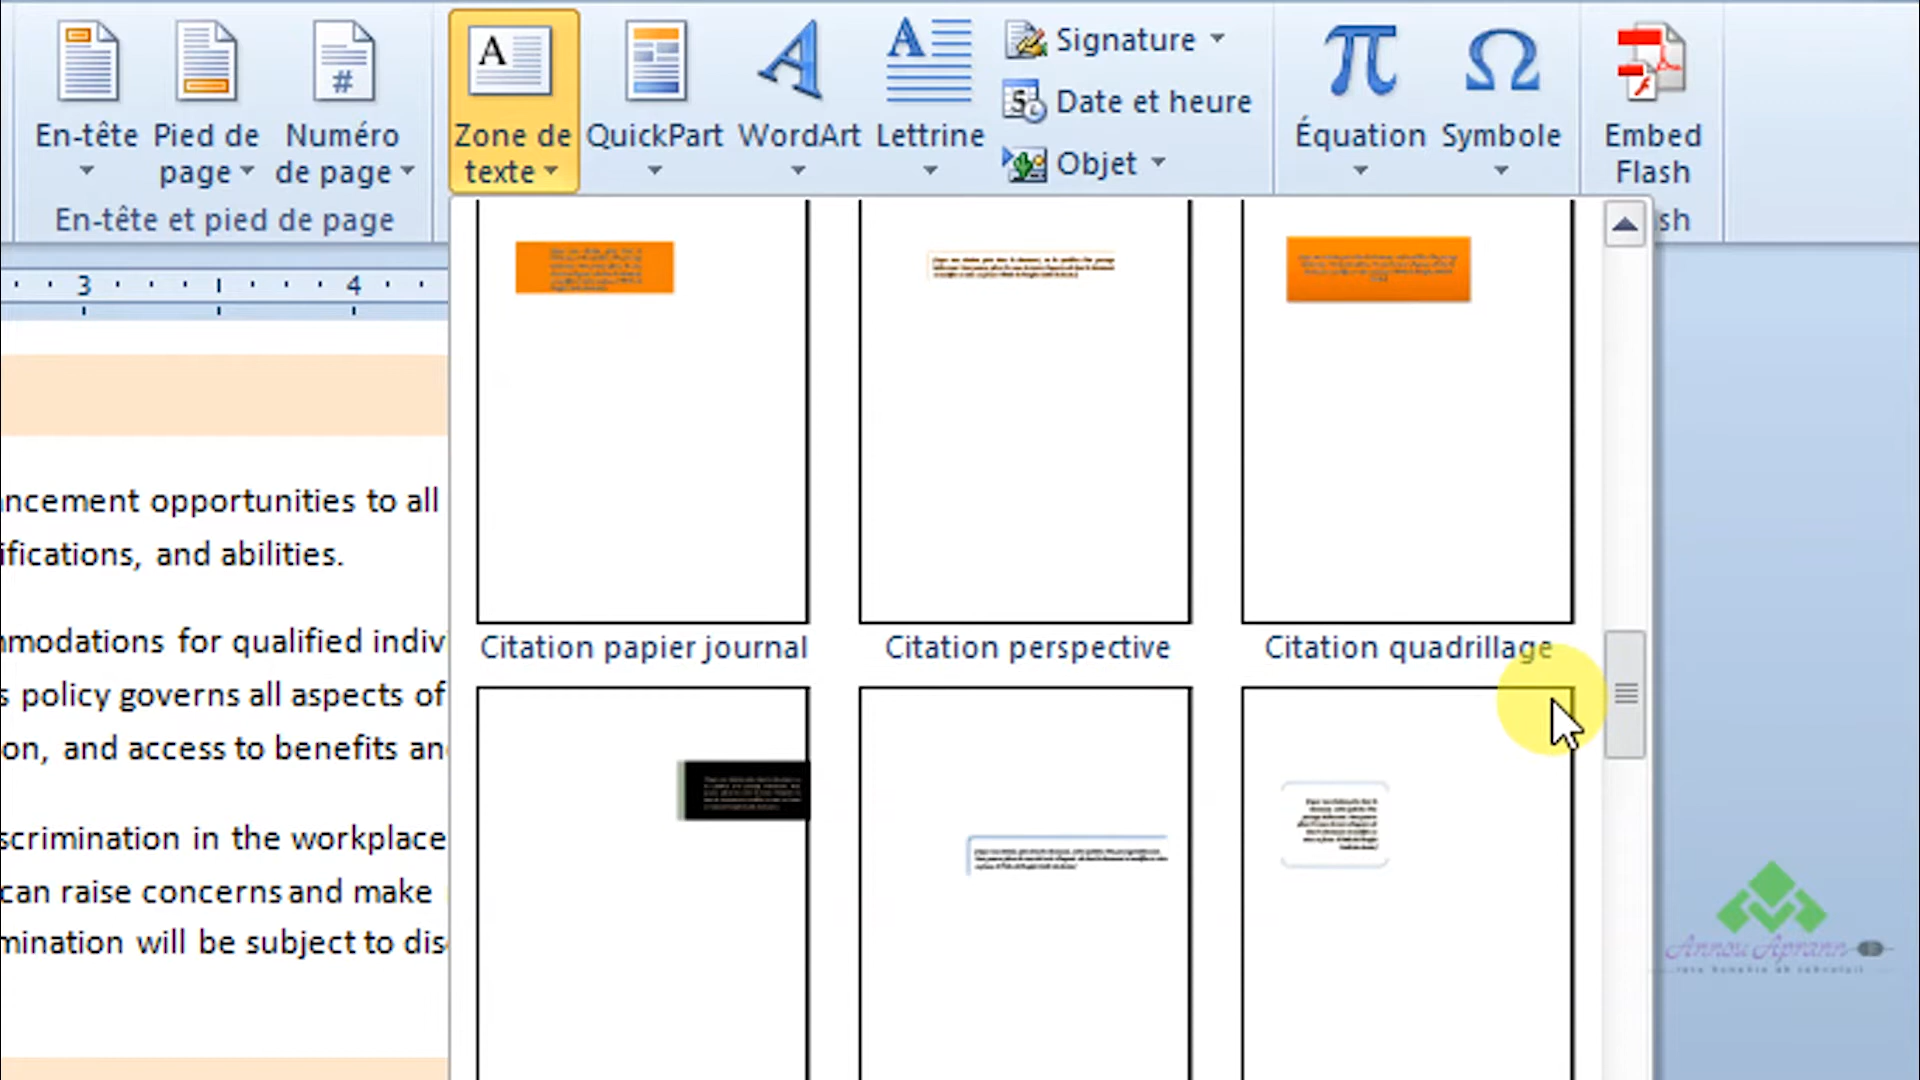 En-tête
Pied de
page
Numéro
de page
En-tête et pied de page
Zone de
texte
QuickPart
WordArt
Lettrine
Signature
Date et heure
Objet
Équation
Symbole
Embed
Flash
sh
3
4
ncement opportunities to all
ifications, and abilities.
mmodations for qualified indiv
s policy governs all aspects of
on, and access to benefits an
scrimination in the workplace
can raise concerns and make
mination will be subject to dis
Citation papier journal
Citation perspective
Citation quadrillage
Annou Aprann